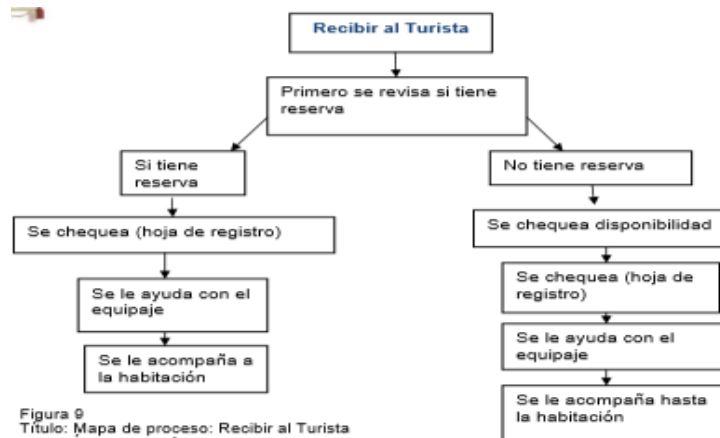 Recibir al Turista
Primero se revisa si tiene
reserva
Si tiene
reserva
Se chequea (hoja de registro)
Se le ayuda con el
equipaje
Se le acompaña a
la habitación
No tiene reserva
Se chequea disponibilidad
Se chequea (hoja de
registro)
Se le ayuda con el
equipaje
Se le acompaña hasta
la habitación
Figura 9
Título: Mapa de proceso: Recibir al Turista